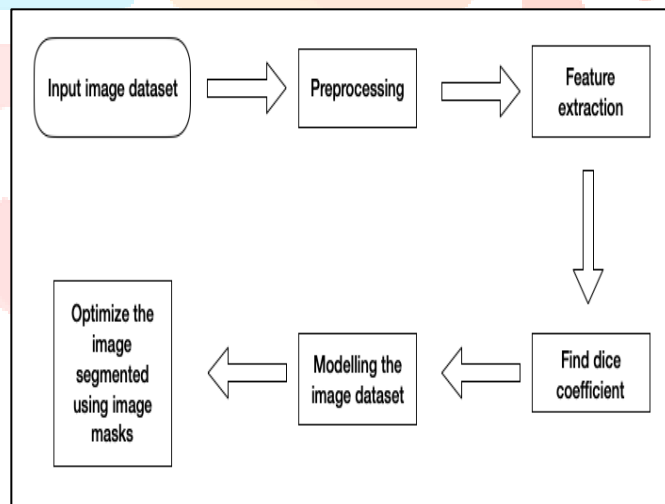 Input image dataset
Preprocessing
Feature
extraction
Find dice
coefficient
Modelling the
image dataset
Optimize the
image
segmented
using image
masks